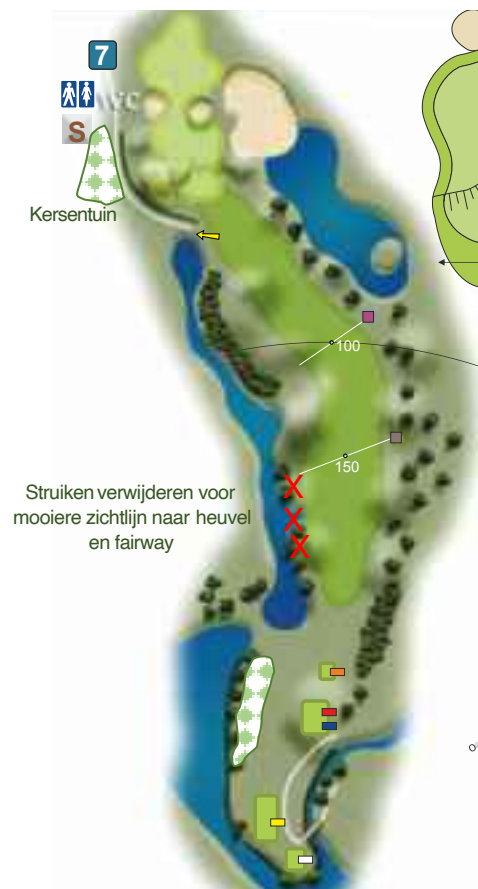 7
WC
S
Kersentuin
100
150
Struiken verwijderen voor
mooiere zichtlijn naar heuvel
en fairway
X
X
X